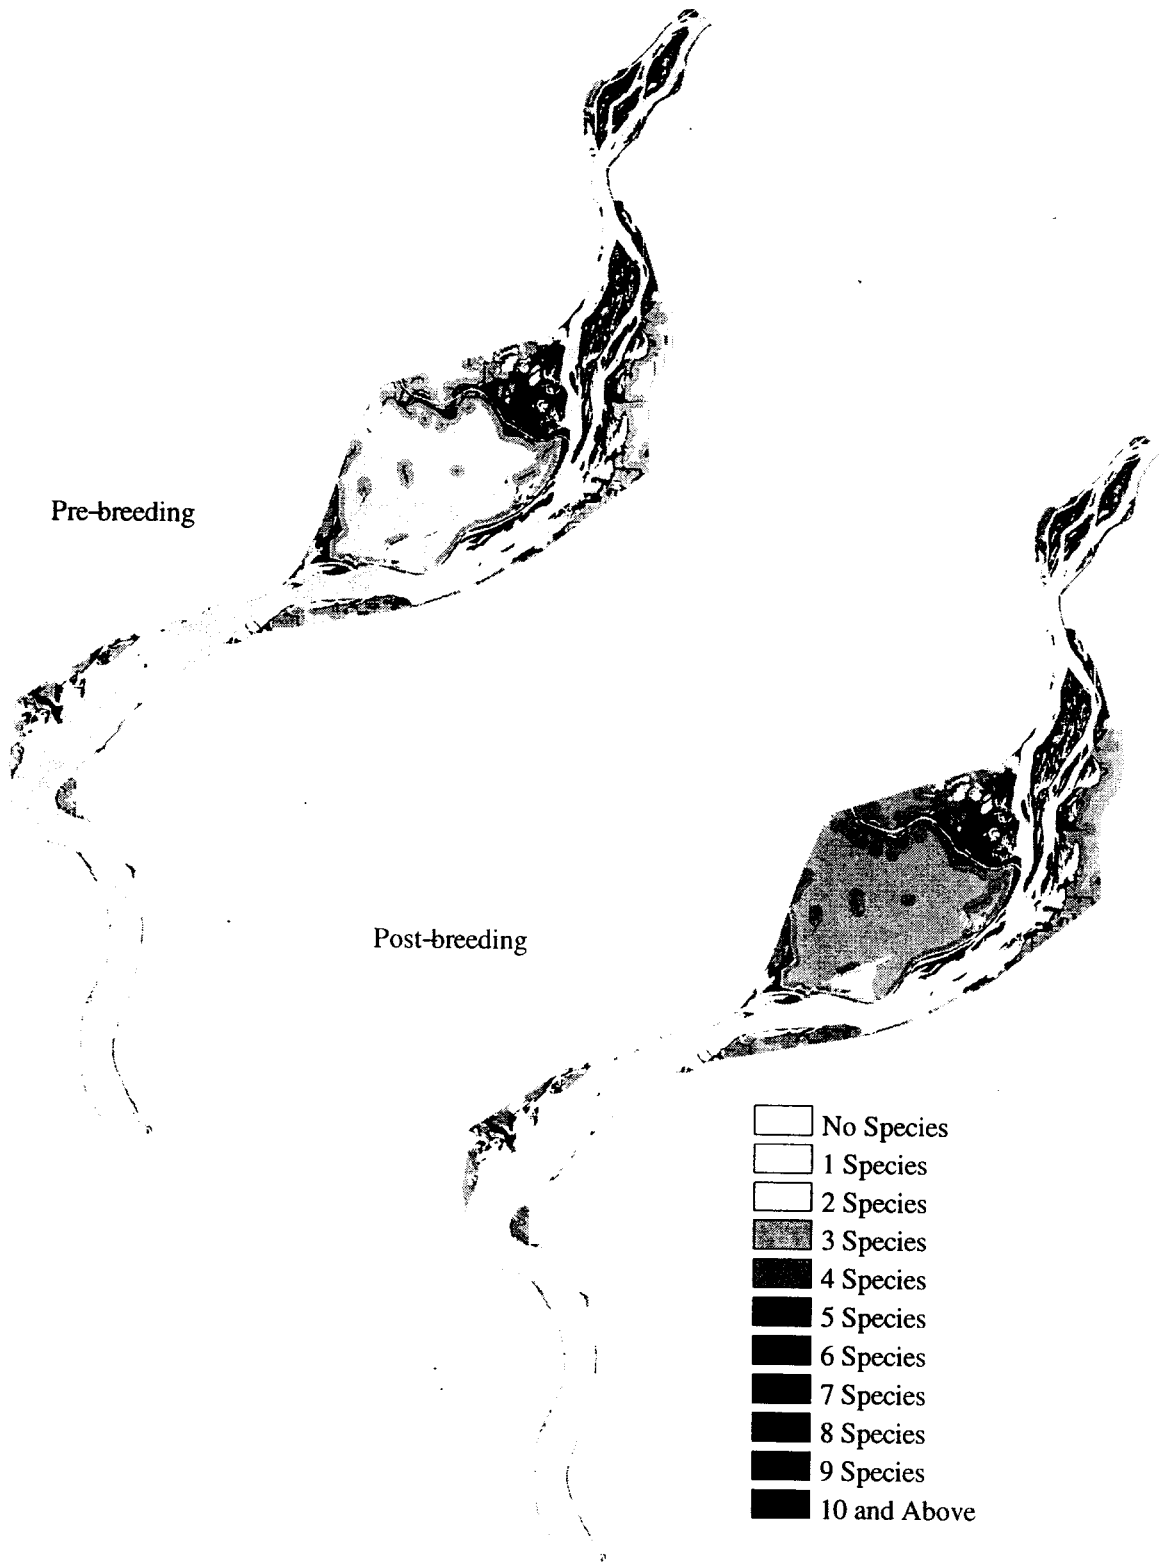 Pre-breeding
Post-breeding
No Species
1 Species
2 Species
3 Species
4 Species
5 Species
6 Species
7 Species
8 Species
9 Species
10 and Above